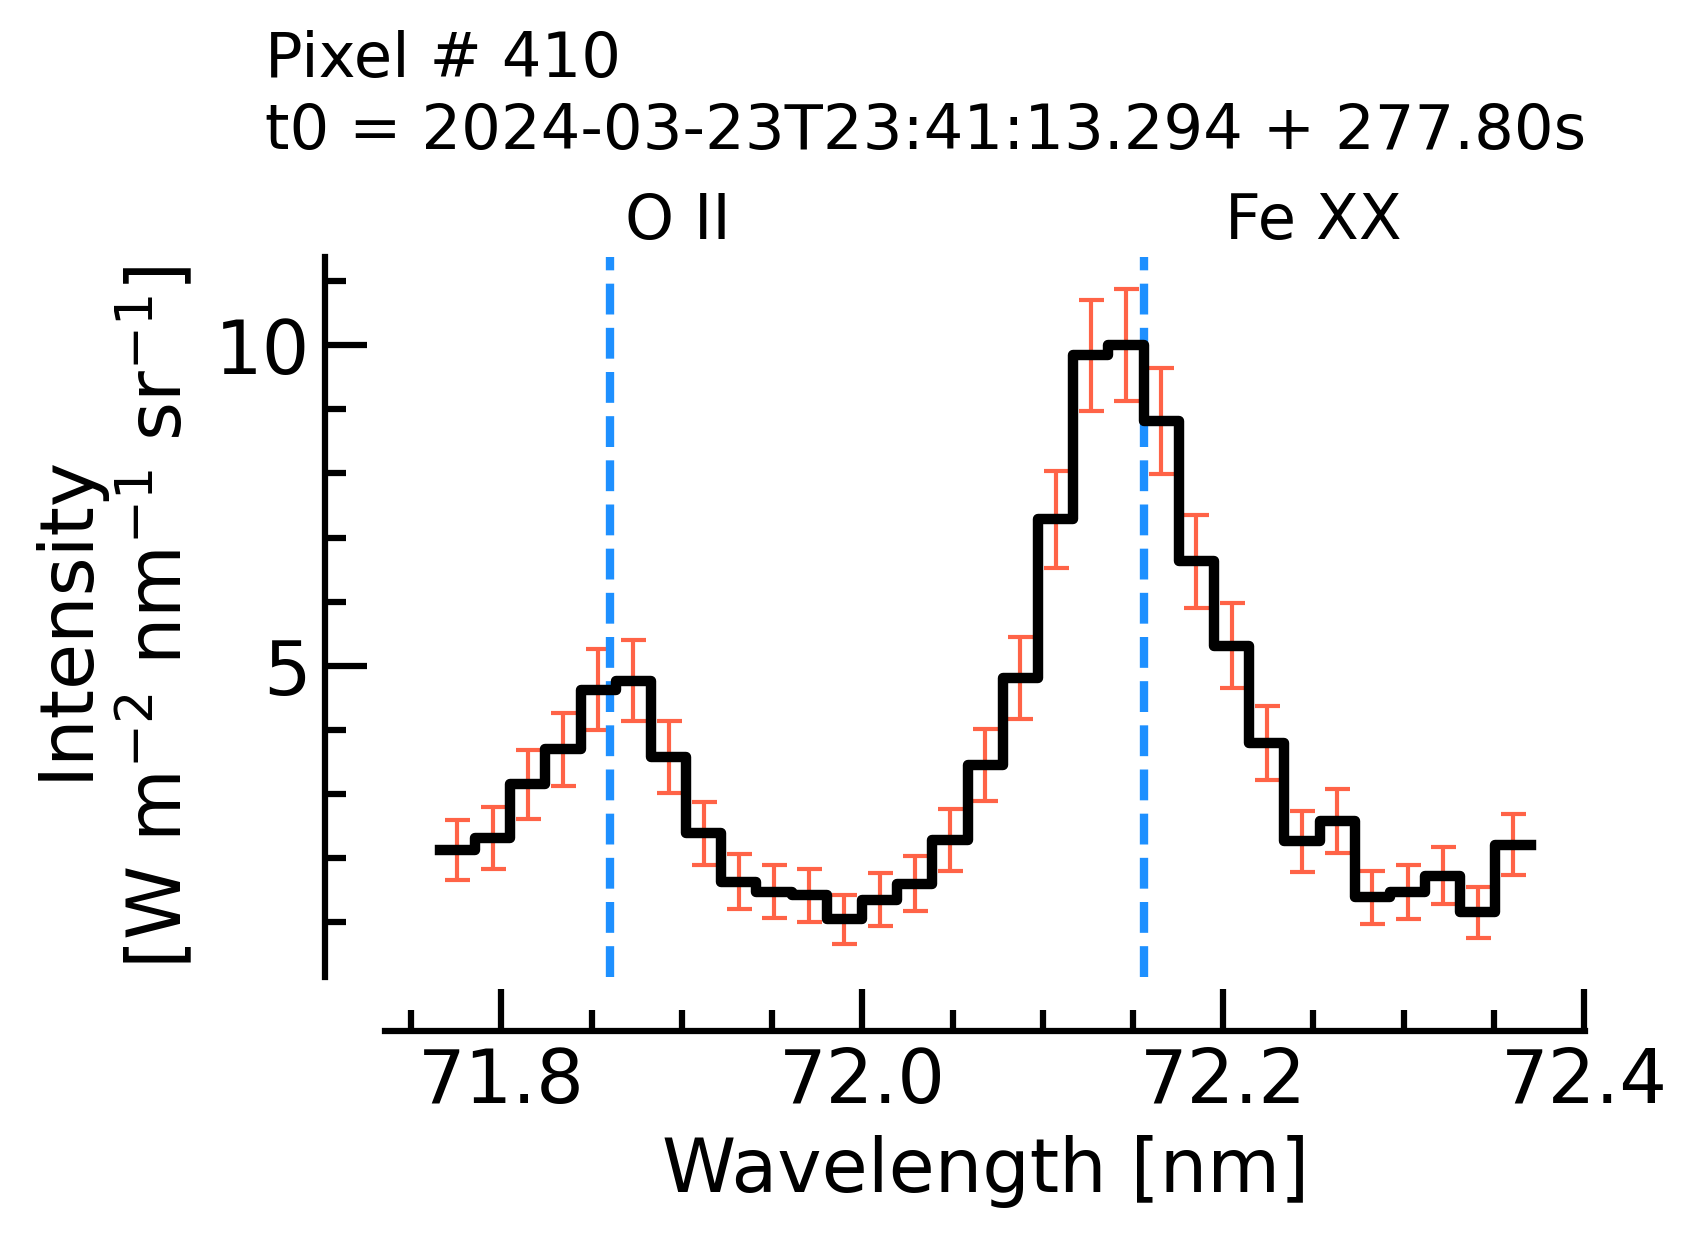 Pixel # 410
t0 = 2024-03-23T23:41:13.294 + 277.80s
O II
Fe XX
Intensity
[W m⁻² nm⁻¹ sr⁻¹]
10
5
71.8 72.0 72.2 72.4
Wavelength [nm]